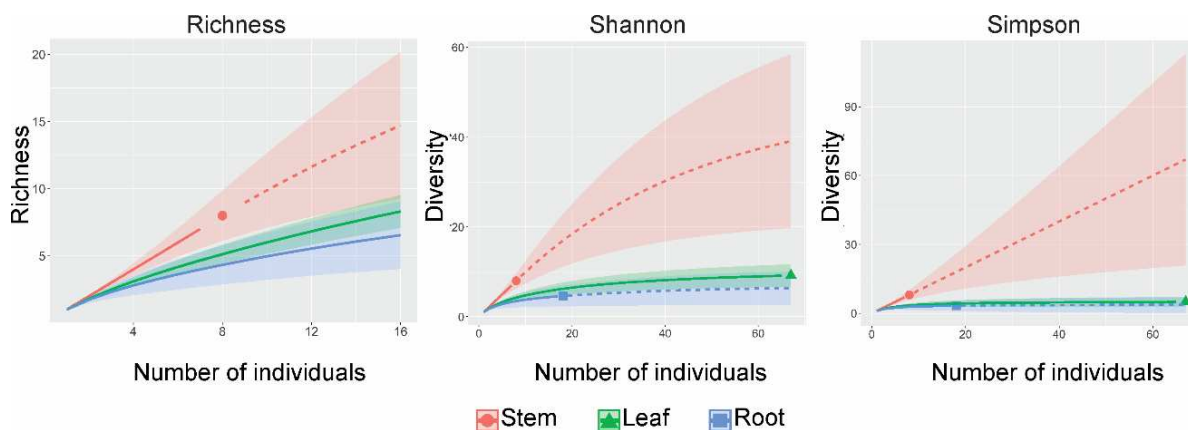 Richness
Shannon
Simpson
Richness
20
15
10
5
4
8
12
16
Number of individuals
Diversity
60
40
20
0
0
20
40
60
Number of individuals
Diversity
90
60
30
0
0
20
40
60
Number of individuals
Stem
Leaf
Root